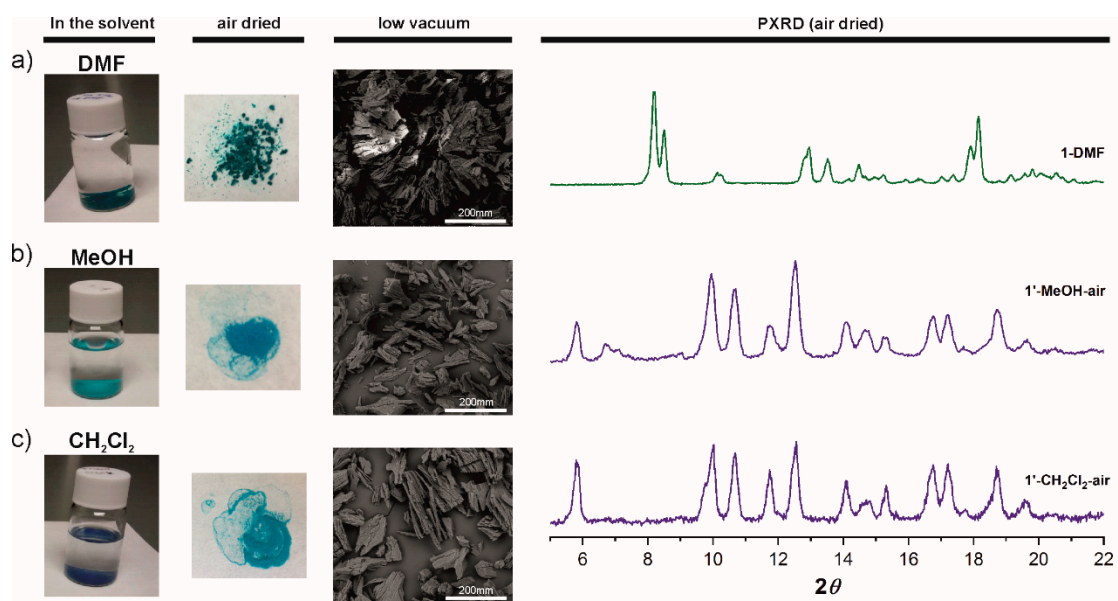 In the solvent
air dried
low vacuum
PXRD (air dried)
a)
DMF
200mm
1-DMF
b)
MeOH
200mm
1'-MeOH-air
c)
CH₂Cl₂
200mm
1'-CH₂Cl₂-air
6 8 10 12 14 16 18 20 22
2θ